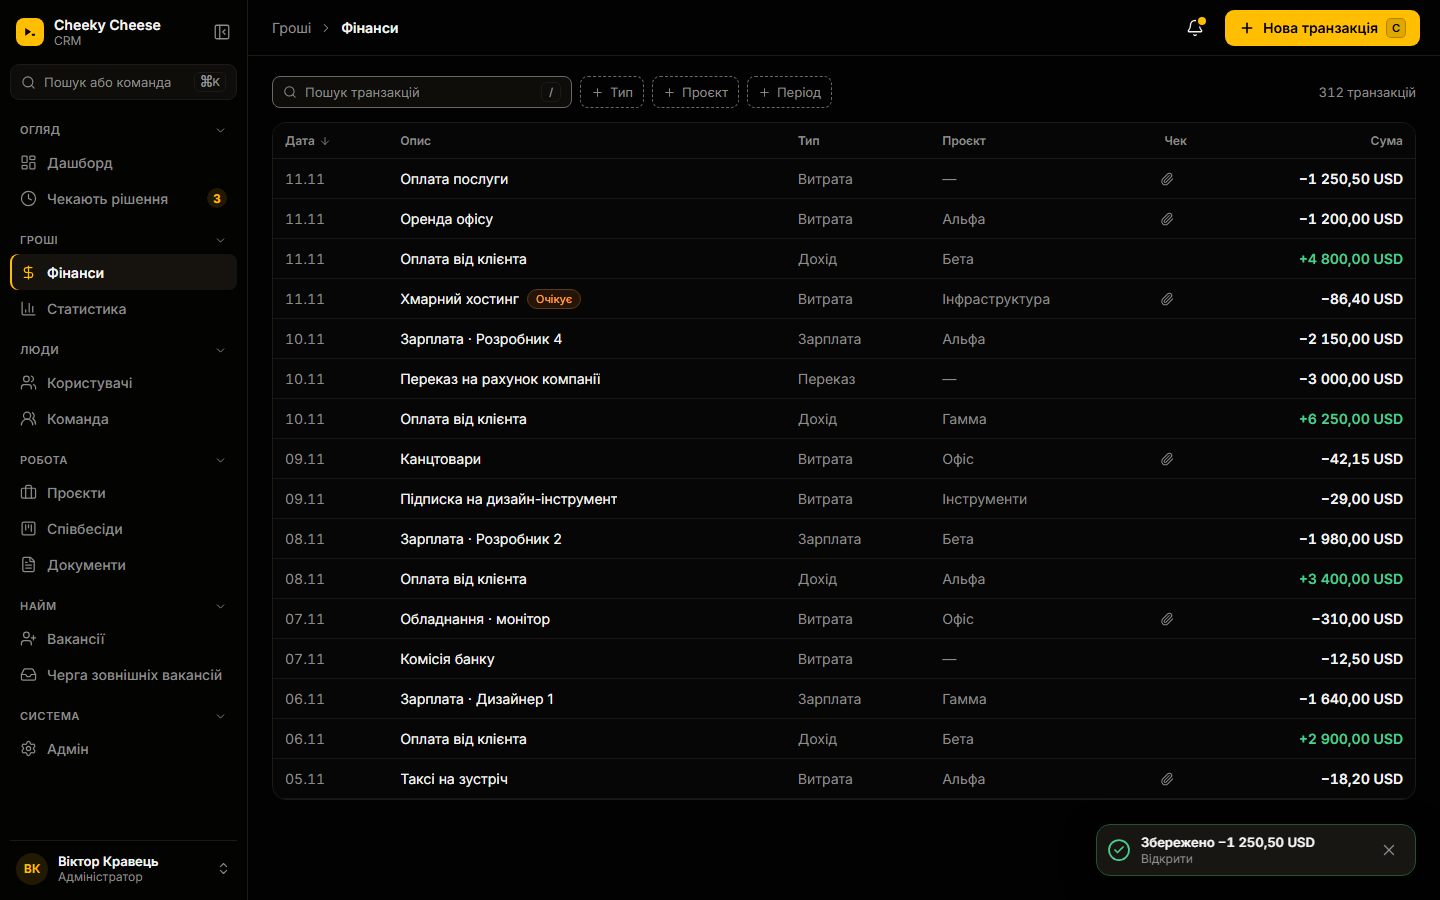 Cheeky Cheese
CRM
Пошук або команда ⌘K
ОГЛЯД
Дашборд
Чекають рішення 3
ГРОШІ
Фінанси
Статистика
ЛЮДИ
Користувачі
Команда
РОБОТА
Проєкти
Співбесіди
Документи
НАЙМ
Вакансії
Черга зовнішніх вакансій
СИСТЕМА
Адмін
ВК Віктор Кравець
Адміністратор
Гроші > Фінанси
+ Нова транзакція C
Пошук транзакцій /
+ Тип + Проєкт + Період
312 транзакцій
Дата ↓ Опис Тип Проєкт Чек Сума
11.11 Оплата послуги Витрата — −1 250,50 USD
11.11 Оренда офісу Витрата Альфа −1 200,00 USD
11.11 Оплата від клієнта Дохід Бета +4 800,00 USD
11.11 Хмарний хостинг Очікує Витрата Інфраструктура −86,40 USD
10.11 Зарплата · Розробник 4 Зарплата Альфа −2 150,00 USD
10.11 Переказ на рахунок компанії Переказ — −3 000,00 USD
10.11 Оплата від клієнта Дохід Гамма +6 250,00 USD
09.11 Канцтовари Витрата Офіс −42,15 USD
09.11 Підписка на дизайн-інструмент Витрата Інструменти −29,00 USD
08.11 Зарплата · Розробник 2 Зарплата Бета −1 980,00 USD
08.11 Оплата від клієнта Дохід Альфа +3 400,00 USD
07.11 Обладнання · монітор Витрата Офіс −310,00 USD
07.11 Комісія банку Витрата — −12,50 USD
06.11 Зарплата · Дизайнер 1 Зарплата Гамма −1 640,00 USD
06.11 Оплата від клієнта Дохід Бета +2 900,00 USD
05.11 Таксі на зустріч Витрата Альфа −18,20 USD
Збережено −1 250,50 USD
Відкрити